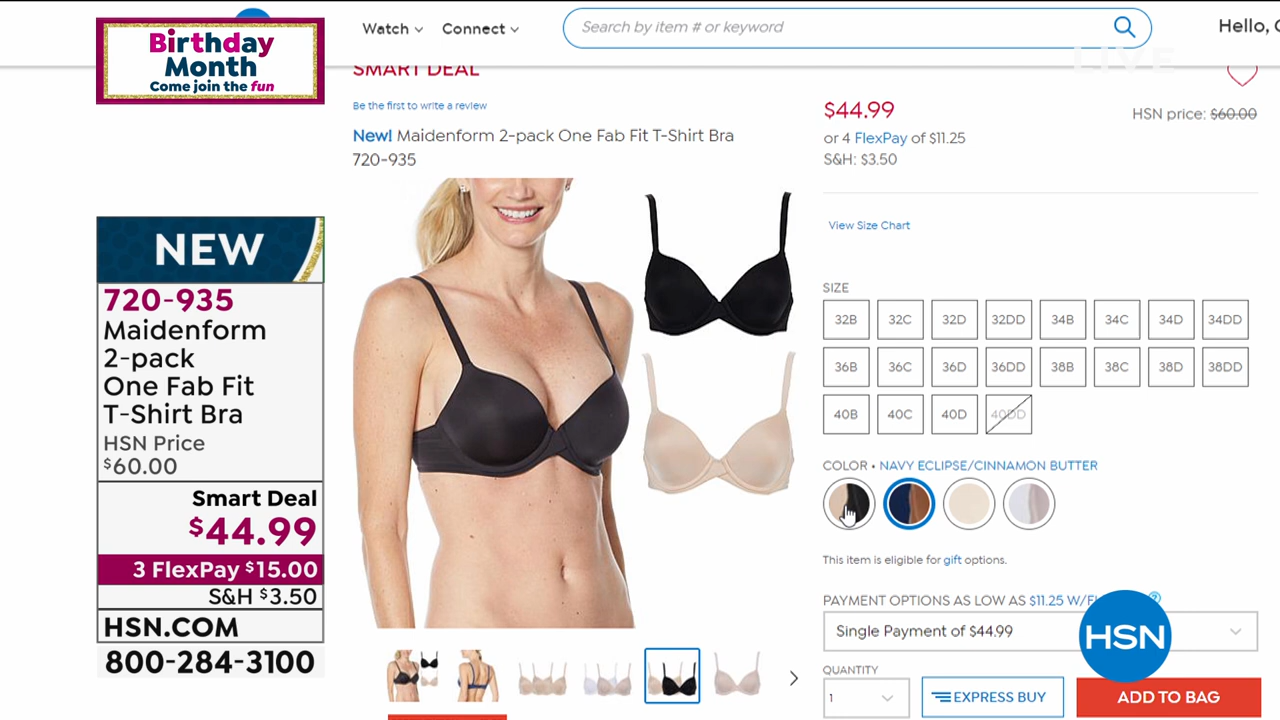 Birthday
Month
Come join the fun
Watch
Connect
Search by item # or keyword
Hello,
LIVE
SMART DEAL
Be the first to write a review
New! Maidenform 2-pack One Fab Fit T-Shirt Bra
720-935
$44.99
HSN price: $60.00
or 4 FlexPay of $11.25
S&H: $3.50
View Size Chart
SIZE
32B 32C 32D 32DD 34B 34C 34D 34DD
36B 36C 36D 36DD 38B 38C 38D 38DD
40B 40C 40D 40DD
COLOR • NAVY ECLIPSE/CINNAMON BUTTER
This item is eligible for gift options.
PAYMENT OPTIONS AS LOW AS $11.25 W/
Single Payment of $44.99
QUANTITY
1
EXPRESS BUY
ADD TO BAG
HSN
NEW
720-935
Maidenform
2-pack
One Fab Fit
T-Shirt Bra
HSN Price
$60.00
Smart Deal
$44.99
3 FlexPay $15.00
S&H $3.50
HSN.COM
800-284-3100